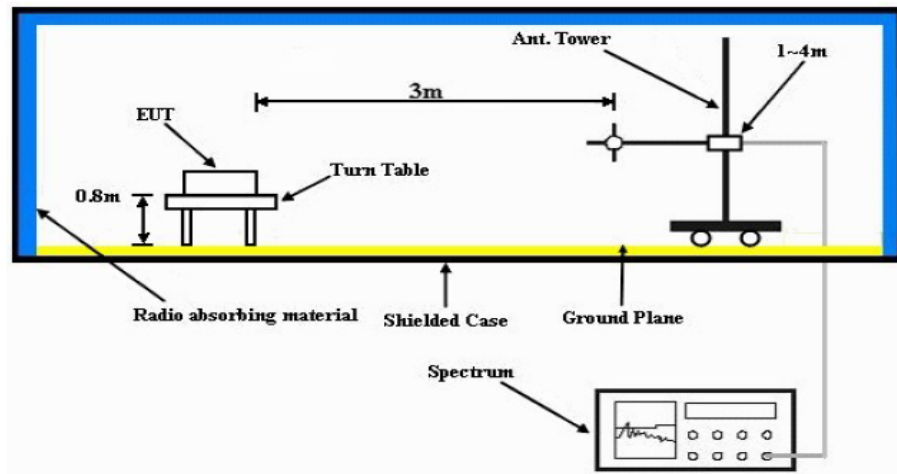 Ant. Tower
1~4m
3m
EUT
Turn Table
0.8m
Radio absorbing material
Shielded Case
Ground Plane
Spectrum